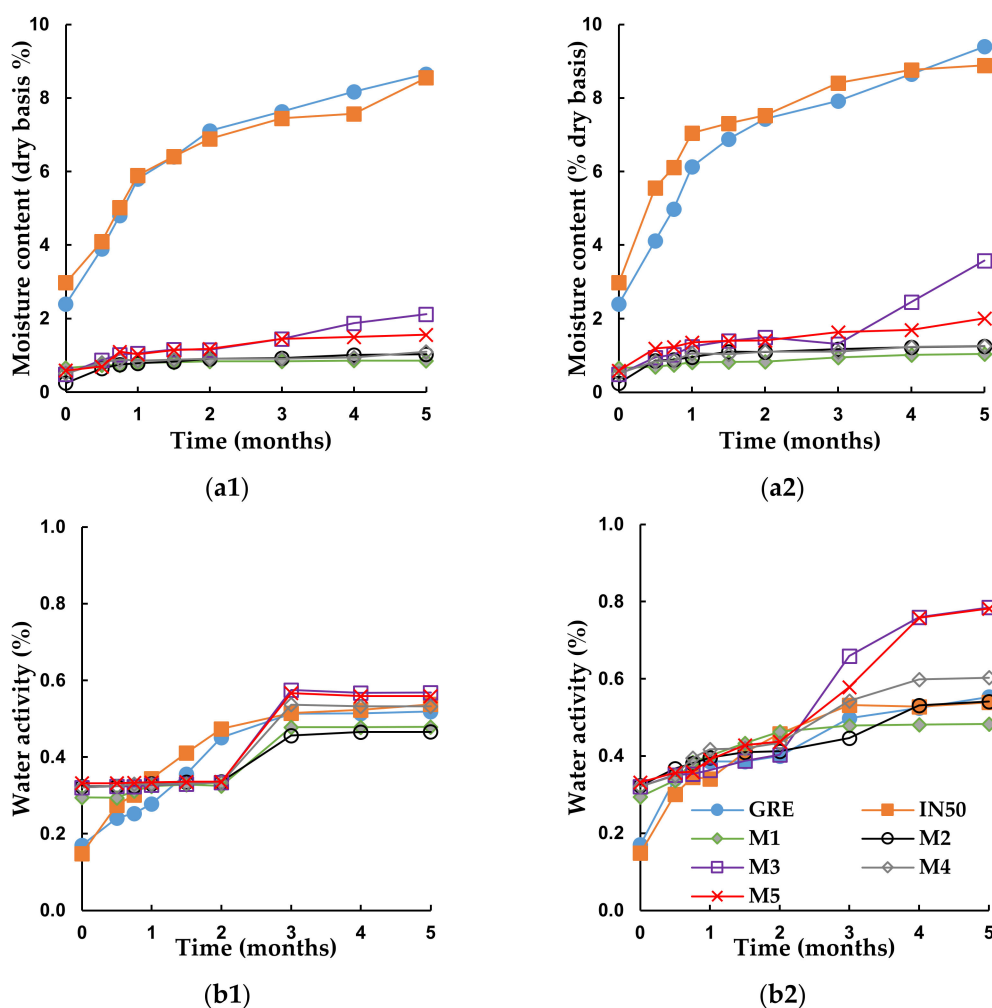 Moisture content (dry basis %)
10
8
6
4
2
0
0 1 2 3 4 5
Time (months)
(a1)
Moisture content (% dry basis)
10
8
6
4
2
0
0 1 2 3 4 5
Time (months)
(a2)
Water activity (%)
1.0
0.8
0.6
0.4
0.2
0.0
0 1 2 3 4 5
Time (months)
(b1)
Water activity (%)
1.0
0.8
0.6
0.4
0.2
0.0
GRE IN50
M1 M2
M3 M4
M5
0 1 2 3 4 5
Time (months)
(b2)